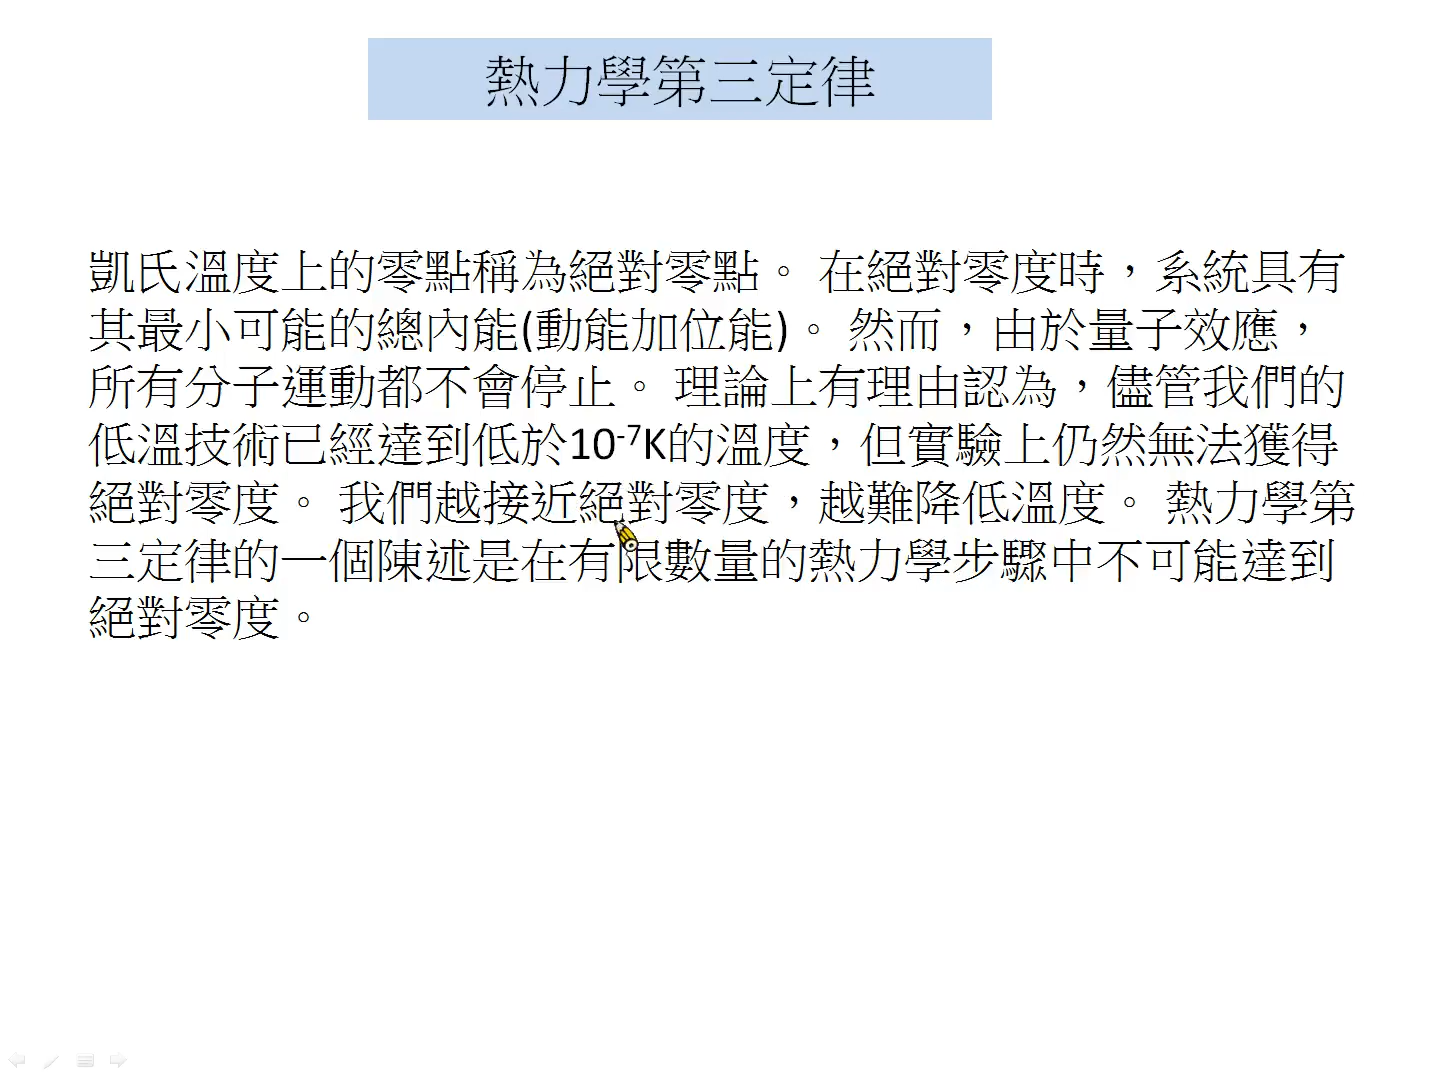 熱力學第三定律
凱氏溫度上的零點稱為絕對零點。 在絕對零度時，系統具有
其最小可能的總內能(動能加位能)。 然而，由於量子效應，
所有分子運動都不會停止。 理論上有理由認為，儘管我們的
低溫技術已經達到低於10⁻⁷K的溫度，但實驗上仍然無法獲得
絕對零度。 我們越接近絕對零度，越難降低溫度。 熱力學第
三定律的一個陳述是在有限數量的熱力學步驟中不可能達到
絕對零度。